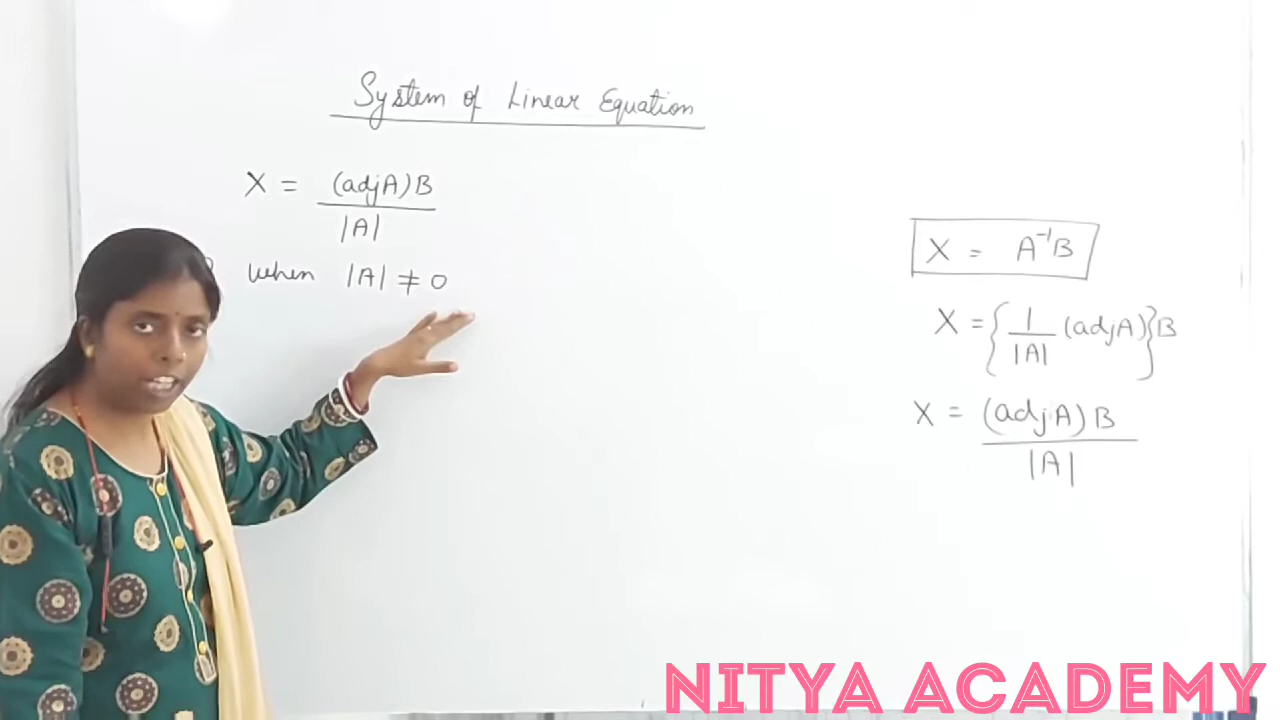 System of Linear Equation
X = (adjA)B
|A|
when |A| ≠ 0
X = A⁻¹B
X = { 1 (adjA)}B
|A|
X = (adjA)B
|A|
NITYA ACADEMY